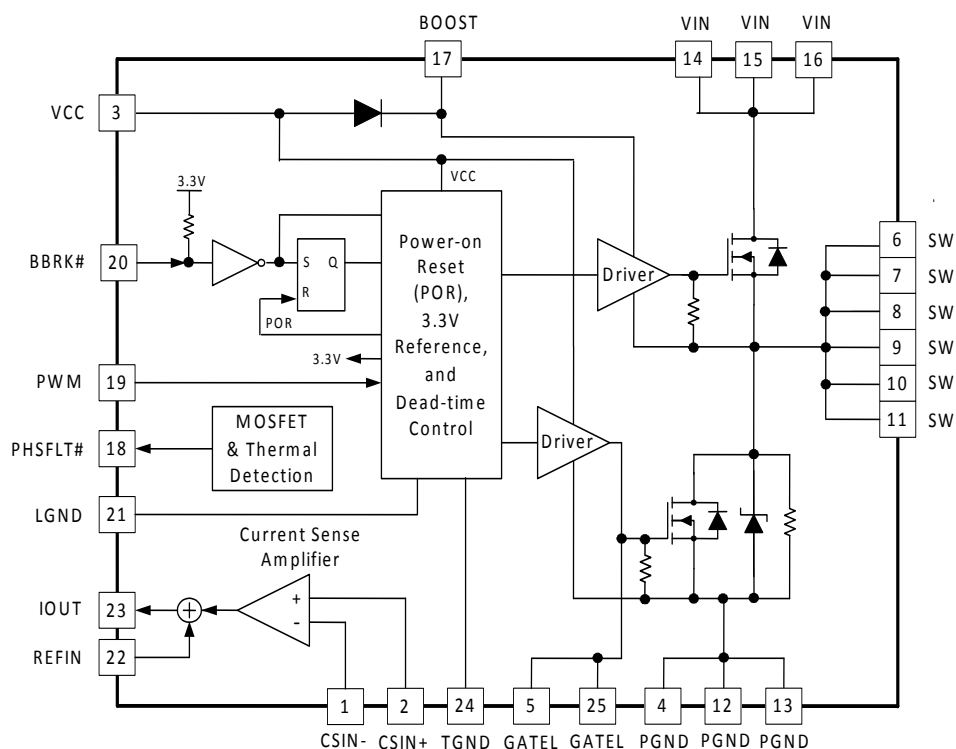 BOOST
VIN
VIN
VIN
17
14
15
16
VCC
3
VCC
3.3V
BBRK#
20
S
Q
R
POR
3.3V
Power-on
Reset
(POR),
3.3V
Reference,
and
Dead-time
Control
Driver
6
SW
7
SW
8
SW
9
SW
10
SW
11
SW
PWM
19
PHSFLT#
18
MOSFET
& Thermal
Detection
Driver
LGND
21
Current Sense
Amplifier
IOUT
23
+
-
REFIN
22
1
2
24
5
25
4
12
13
CSIN-
CSIN+
TGND
GATEL
GATEL
PGND
PGND
PGND